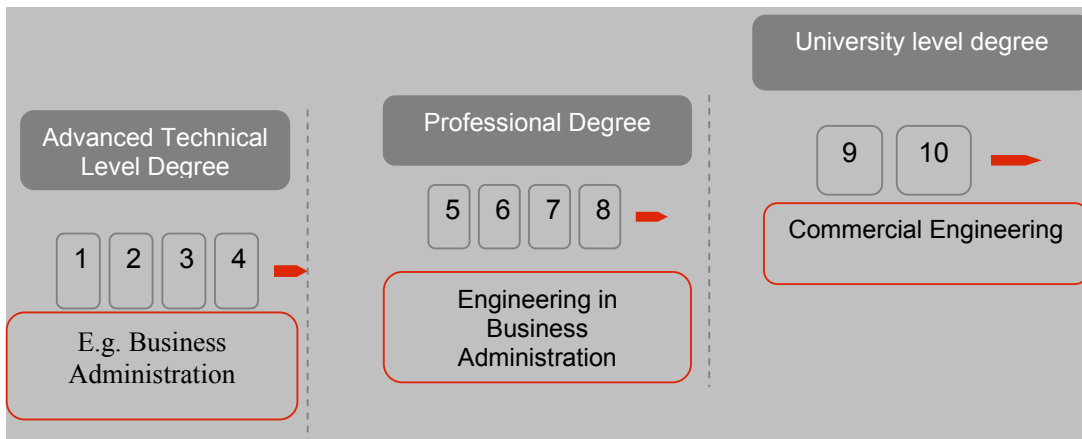 Advanced Technical
Level Degree
1 2 3 4
E.g. Business
Administration
Professional Degree
5 6 7 8
Engineering in
Business
Administration
University level degree
9 10
Commercial Engineering